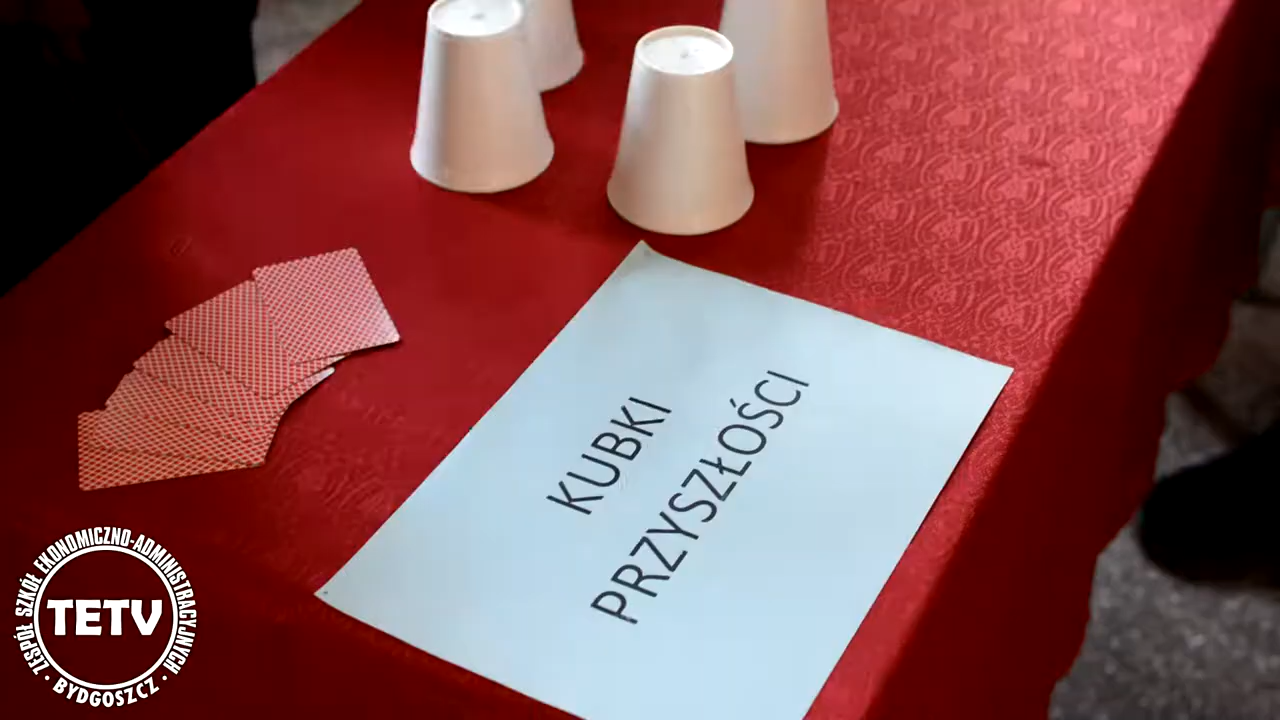 KUBKI
PRZYSZŁOŚCI
ZESPÓŁ SZKÓŁ EKONOMICZNO-ADMINISTRACYJNYCH
TETV
· BYDGOSZCZ ·